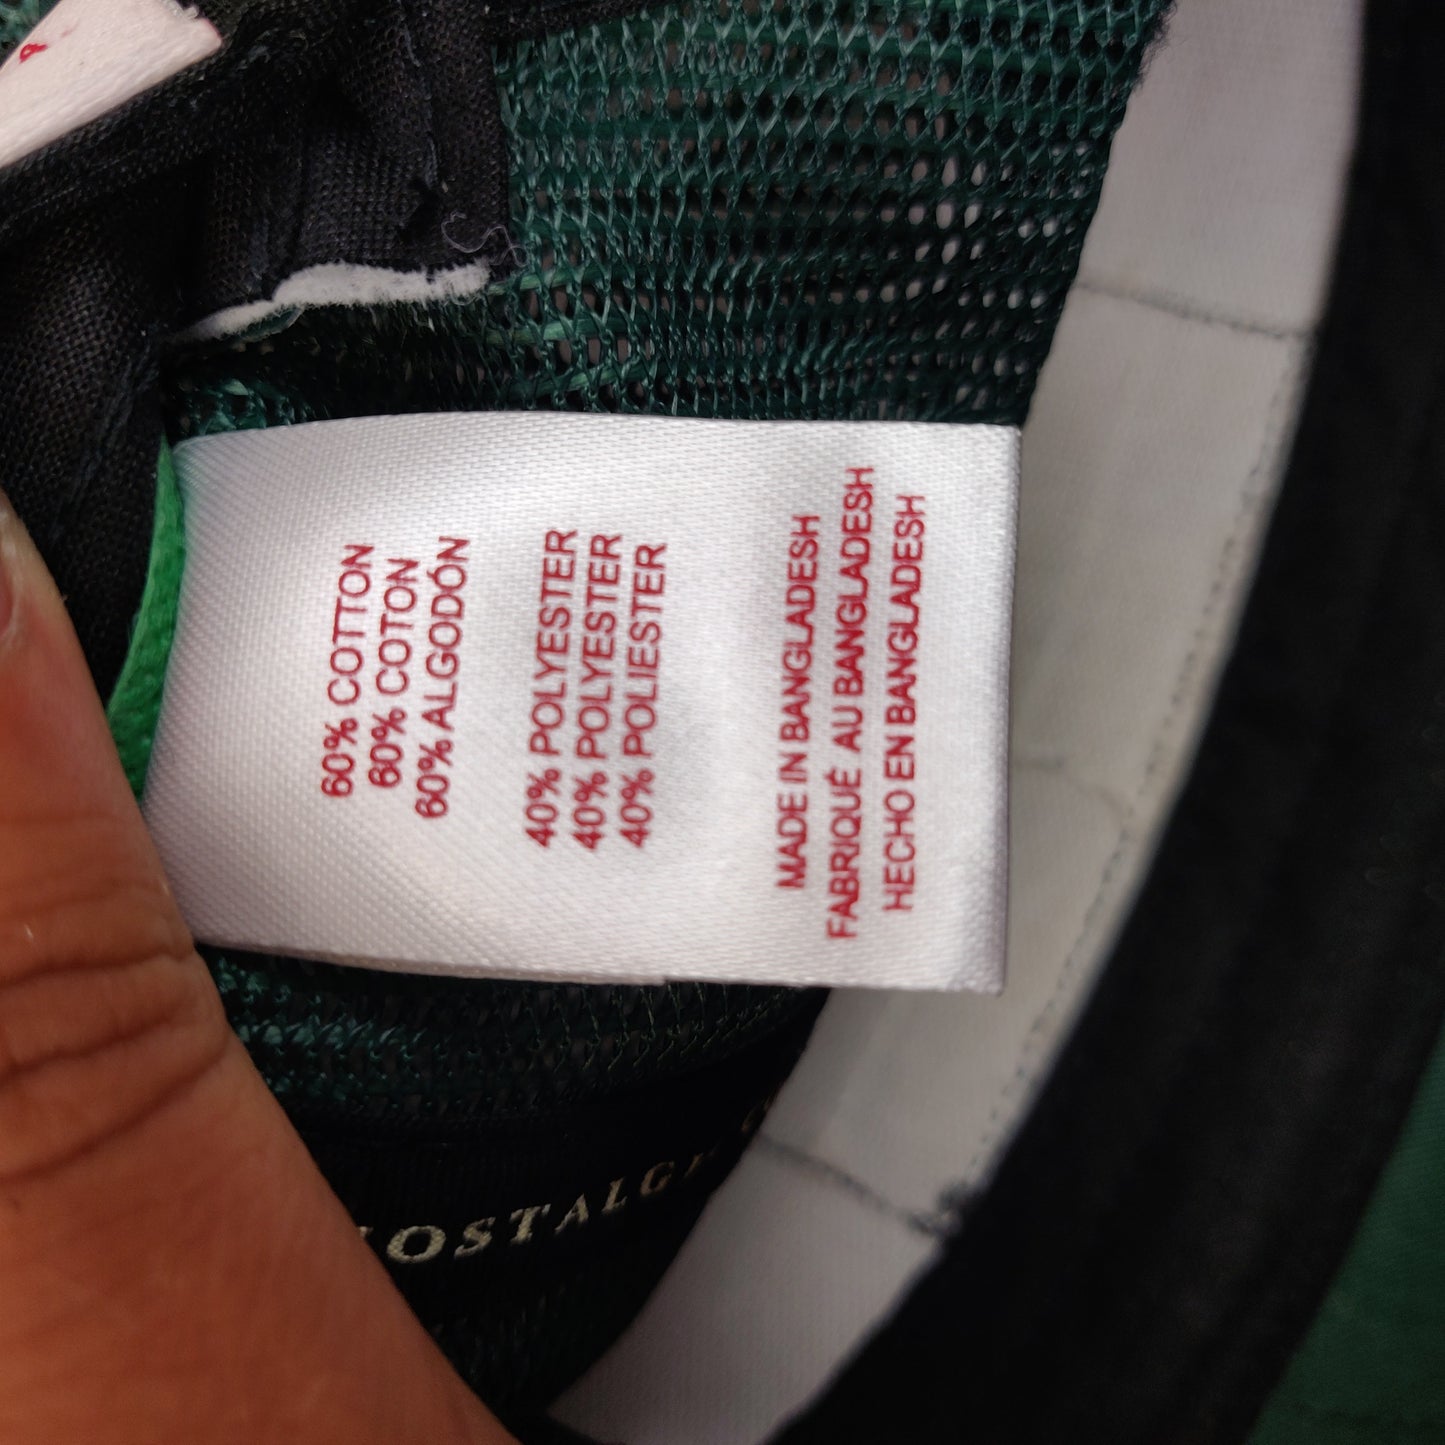 60% COTTON
60% COTON
60% ALGODÓN
40% POLYESTER
40% POLYESTER
40% POLIESTER
MADE IN BANGLADESH
FABRIQUÉ AU BANGLADESH
HECHO EN BANGLADESH